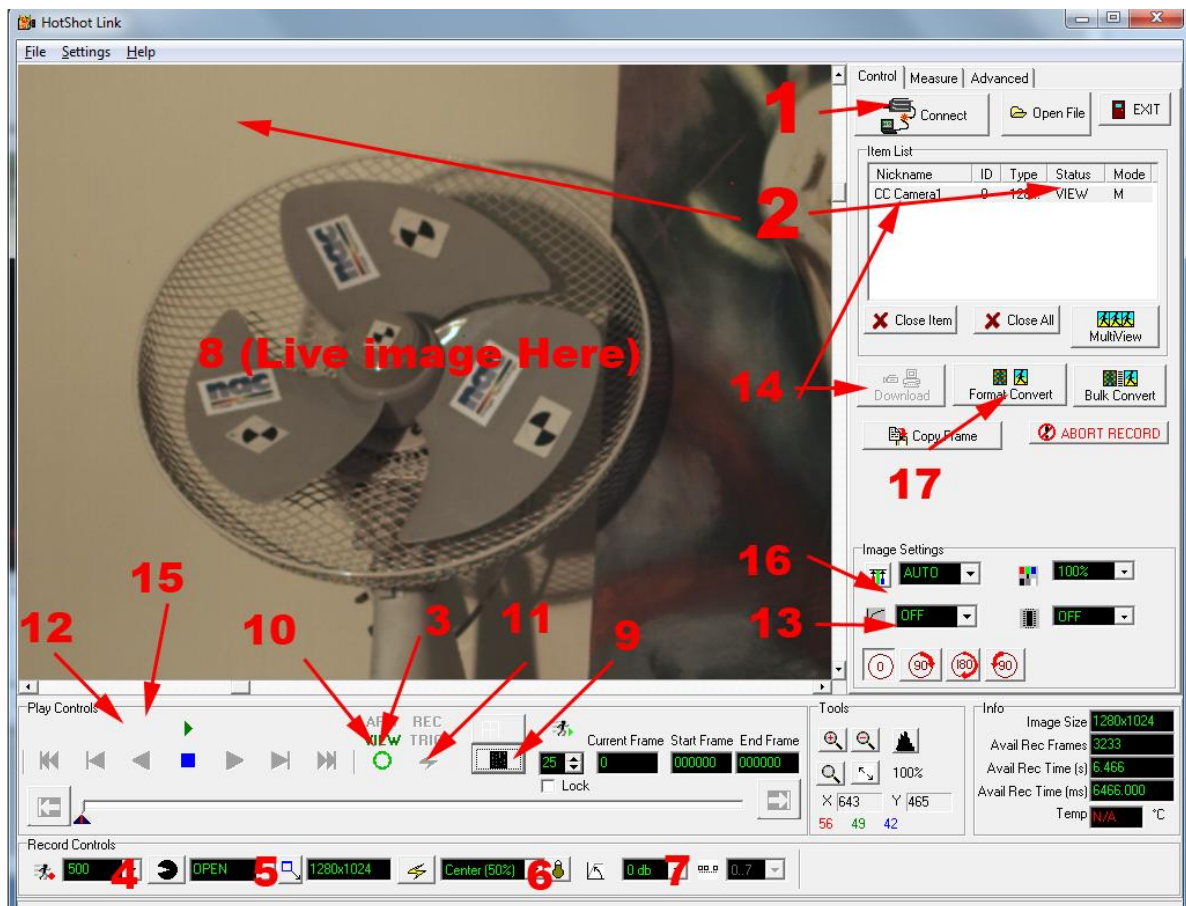 HotShot Link
File Settings Help
Control Measure Advanced
1
Connect Open File EXIT
Item List
Nickname ID Type Status Mode
CC Camera1 VIEW M
2
nac
nac
nac
8 (Live image Here)
Close Item Close All MultiView
14
Download Format Convert Bulk Convert
Copy Frame ABORT RECORD
17
Image Settings
16
AUTO 100%
13
OFF OFF
0 90 180 90
15
12 10 3 11 9
Play Controls
VIEW
REC
TRIG
25
Current Frame Start Frame End Frame
0 000000 000000
Lock
Tools
100%
X 643 Y 465
56 49 42
Info
Image Size 1280x1024
Avail Rec Frames 3233
Avail Rec Time (s) 6.466
Avail Rec Time (ms) 6466.000
Temp N/A °C
Record Controls
500 4 OPEN 5 1280x1024 Center (50%) 6 0 db 7 0..7